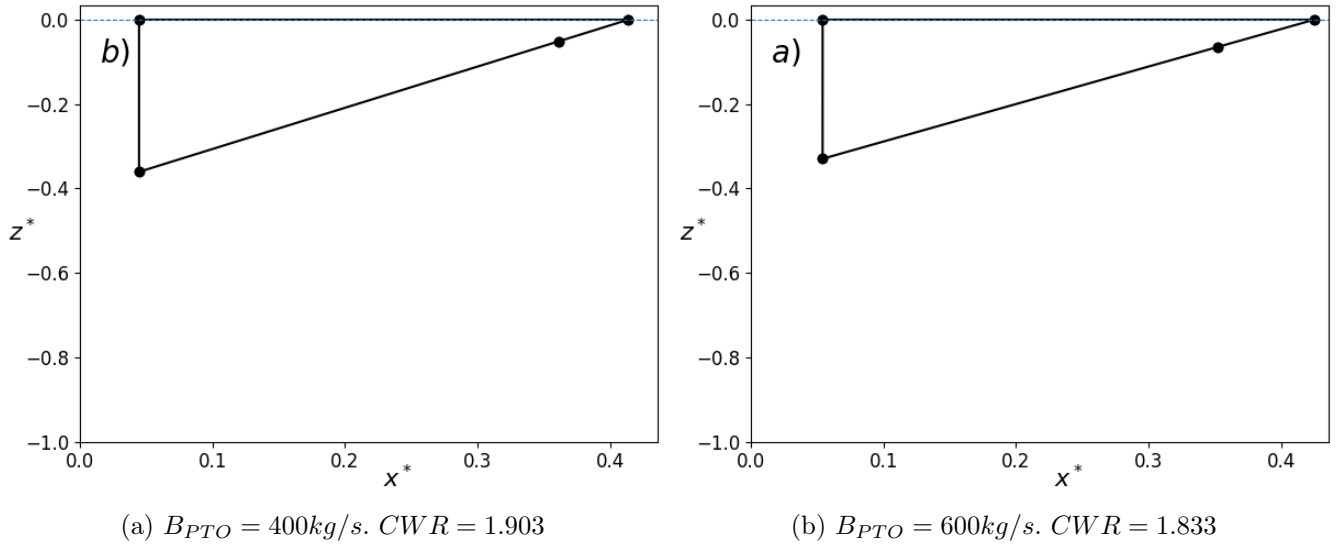 b)
0.0
−0.2
−0.4
−0.6
−0.8
−1.0
z*
0.0 0.1 0.2 0.3 0.4
x*
(a) B_PTO = 400kg/s. CWR = 1.903
a)
0.0
−0.2
−0.4
−0.6
−0.8
−1.0
z*
0.0 0.1 0.2 0.3 0.4
x*
(b) B_PTO = 600kg/s. CWR = 1.833